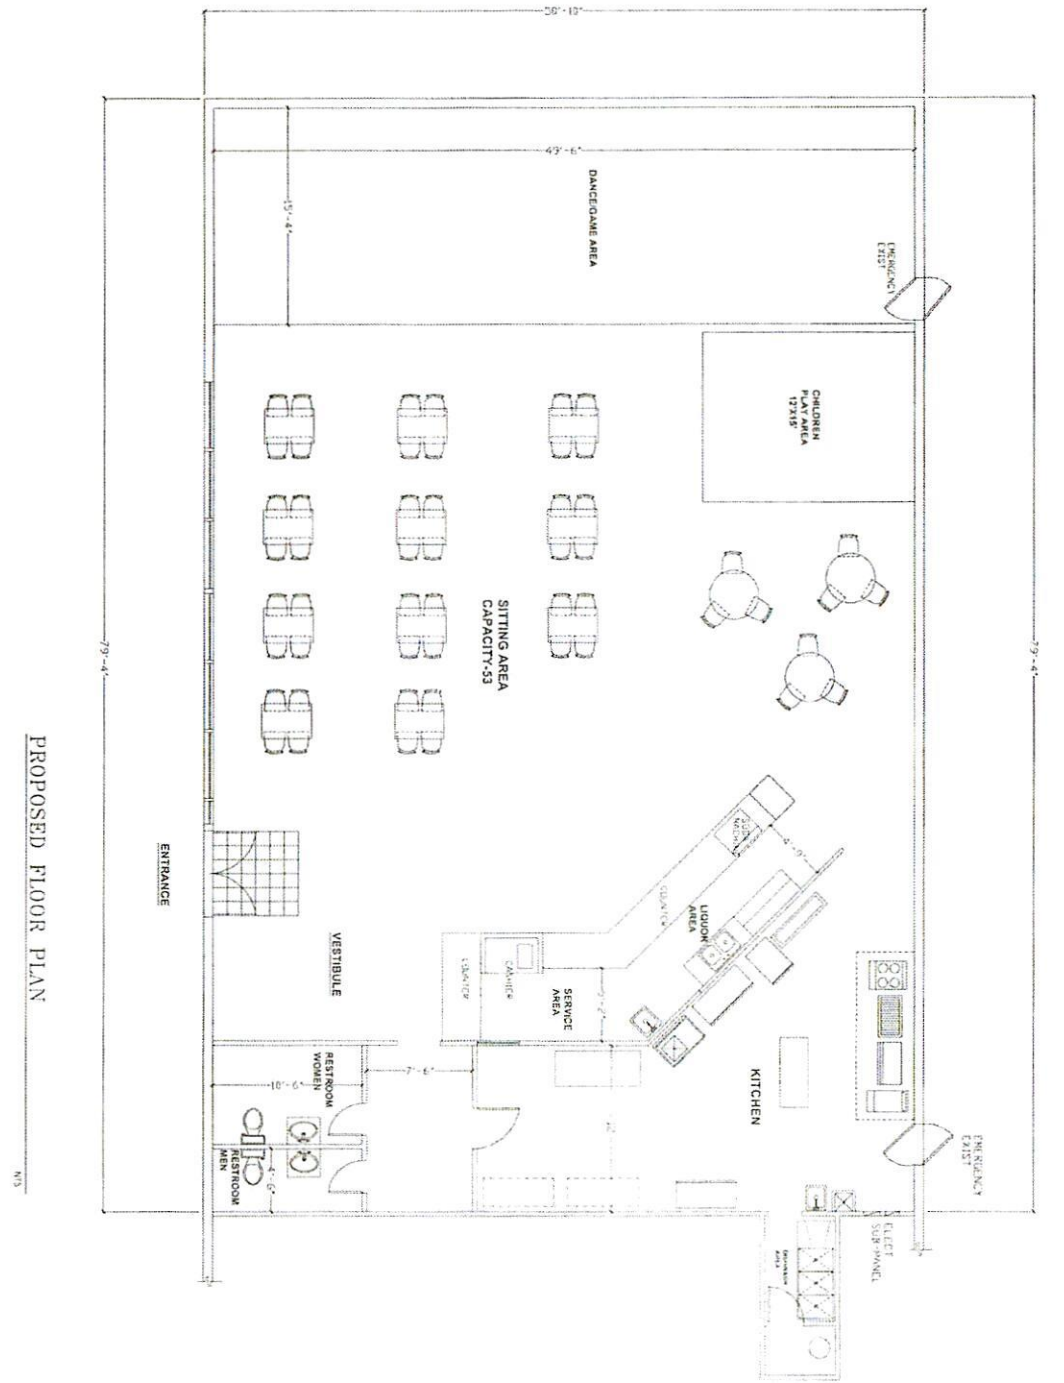 DANCE/GAME AREA
49'-6"
15'-4"
EMERGENCY
EXIST
CHILDREN
PLAY AREA
12'X15'
SITTING AREA
CAPACITY-53
79'-4"
79'-4"
ENTRANCE
VESTIBULE
COUNTER
CASHIER
SERVICE
AREA
COUNTER
LIQUOR
AREA
KITCHEN
EMERGENCY
EXIST
ELECT
SUB-PANEL
RESTROOM
WOMEN
10'-6"
7'-6"
RESTROOM
MEN
4'-6"
PROPOSED FLOOR PLAN
NTS